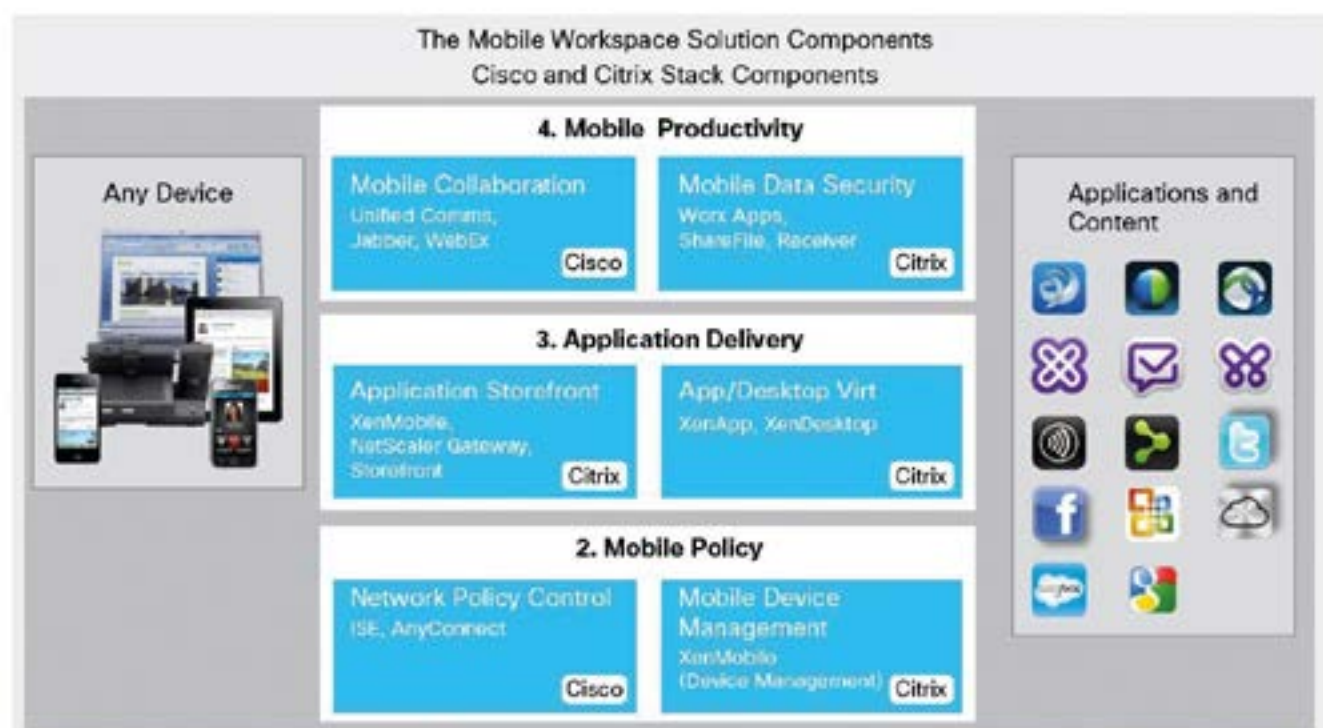 The Mobile Workspace Solution Components
Cisco and Citrix Stack Components
Any Device
4. Mobile Productivity
Mobile Collaboration
Unified Comms,
Jabber, WebEx
Cisco
Mobile Data Security
Worx Apps,
ShareFile, Receiver
Citrix
3. Application Delivery
Application Storefront
XenMobile,
NetScaler Gateway,
Storefront
Citrix
App/Desktop Virt
XenApp, XenDesktop
Citrix
2. Mobile Policy
Network Policy Control
ISE, AnyConnect
Cisco
Mobile Device
Management
XenMobile
(Device Management)
Citrix
Applications and
Content